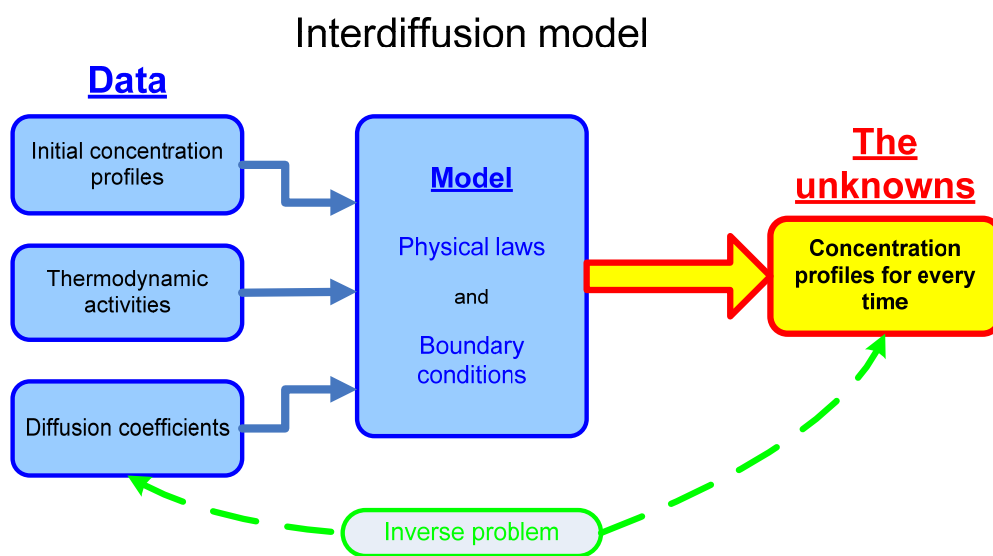 Interdiffusion model
Data
Initial concentration
profiles
Thermodynamic
activities
Diffusion coefficients
Model
Physical laws
and
Boundary
conditions
The
unknowns
Concentration
profiles for every
time
Inverse problem